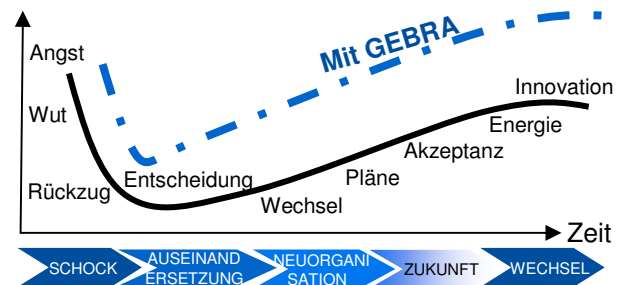 Angst
Mit GEBRA
Innovation
Wut
Energie
Akzeptanz
Rückzug
Entscheidung
Pläne
Wechsel
Zeit
SCHOCK
AUSEINAND
ERSETZUNG
NEUORGANI
SATION
ZUKUNFT
WECHSEL